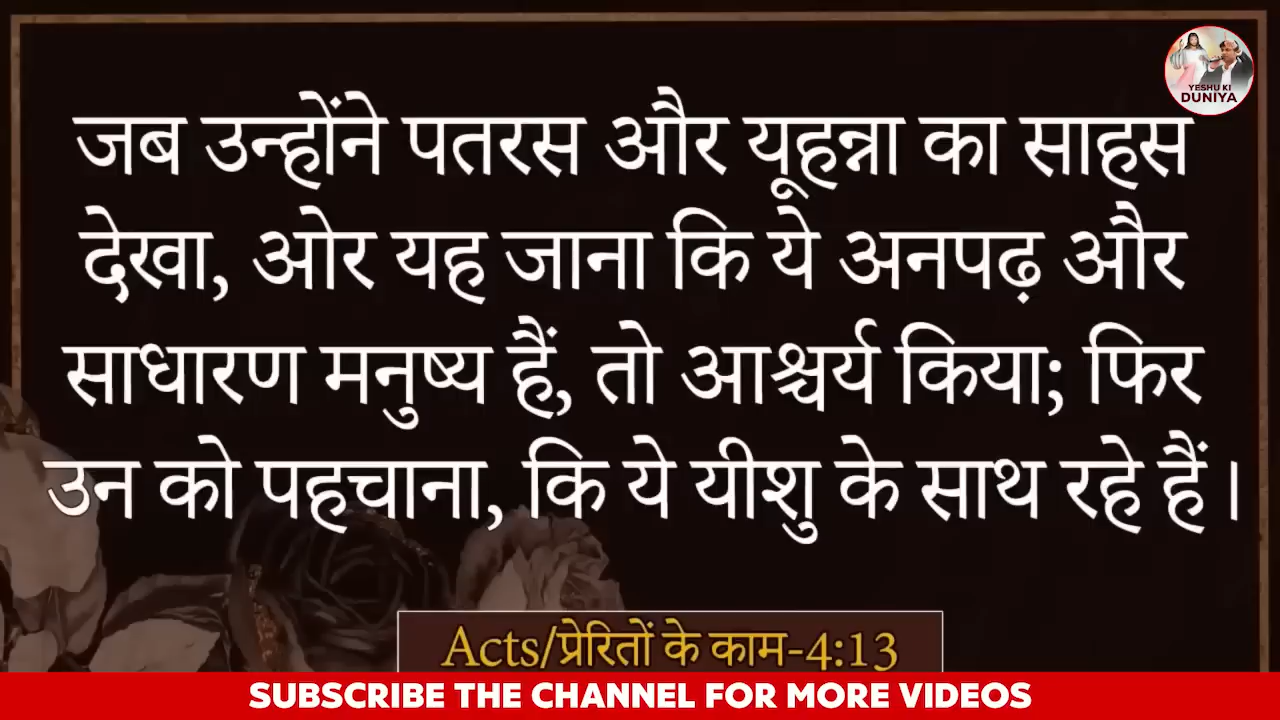 YESHU KI
DUNIYA
जब उन्होंने पतरस और यूहन्ना का साहस
देखा, ओर यह जाना कि ये अनपढ़ और
साधारण मनुष्य हैं, तो आश्चर्य किया; फिर
उन को पहचाना, कि ये यीशु के साथ रहे हैं।
Acts/प्रेरितों के काम-4:13
SUBSCRIBE THE CHANNEL FOR MORE VIDEOS